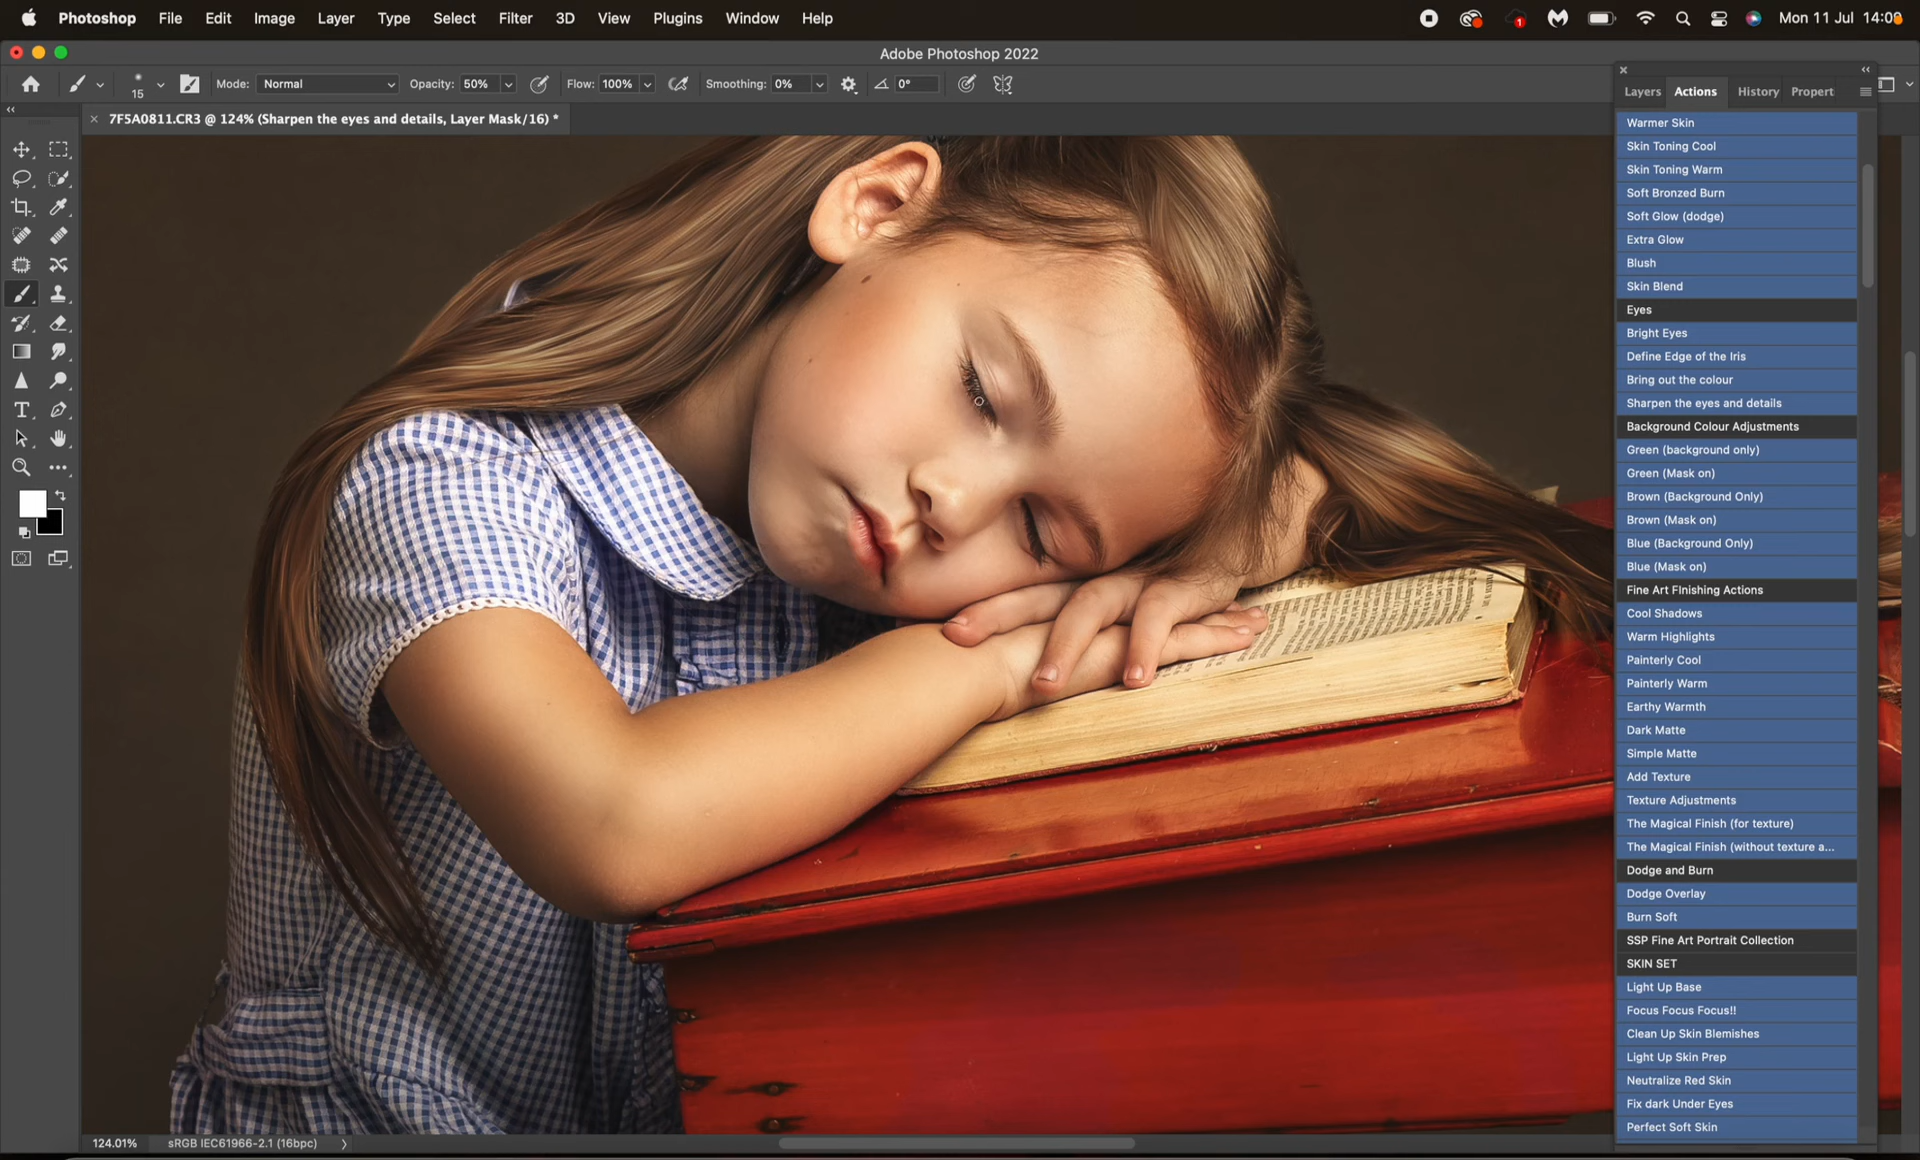 Photoshop File Edit Image Layer Type Select Filter 3D View Plugins Window Help
1
Mon 11 Jul
Adobe Photoshop 2022
15
Mode: Normal
Opacity: 50%
Flow: 100%
Smoothing: 0%
0°
7F5A0811.CR3 @ 124% (Sharpen the eyes and details, Layer Mask/16) *
Layers Actions History Propert
Warmer Skin
Skin Toning Cool
Skin Toning Warm
Soft Bronzed Burn
Soft Glow (dodge)
Extra Glow
Blush
Skin Blend
Eyes
Bright Eyes
Define Edge of the Iris
Bring out the colour
Sharpen the eyes and details
Background Colour Adjustments
Green (background only)
Green (Mask on)
Brown (Background Only)
Brown (Mask on)
Blue (Background Only)
Blue (Mask on)
Fine Art FInishing Actions
Cool Shadows
Warm Highlights
Painterly Cool
Painterly Warm
Earthy Warmth
Dark Matte
Simple Matte
Add Texture
Texture Adjustments
The Magical Finish (for texture)
The Magical Finish (without texture a...
Dodge and Burn
Dodge Overlay
Burn Soft
SSP Fine Art Portrait Collection
SKIN SET
Light Up Base
Focus Focus Focus!!
Clean Up Skin Blemishes
Light Up Skin Prep
Neutralize Red Skin
Fix dark Under Eyes
Perfect Soft Skin
124.01%
sRGB IEC61966-2.1 (16bpc)